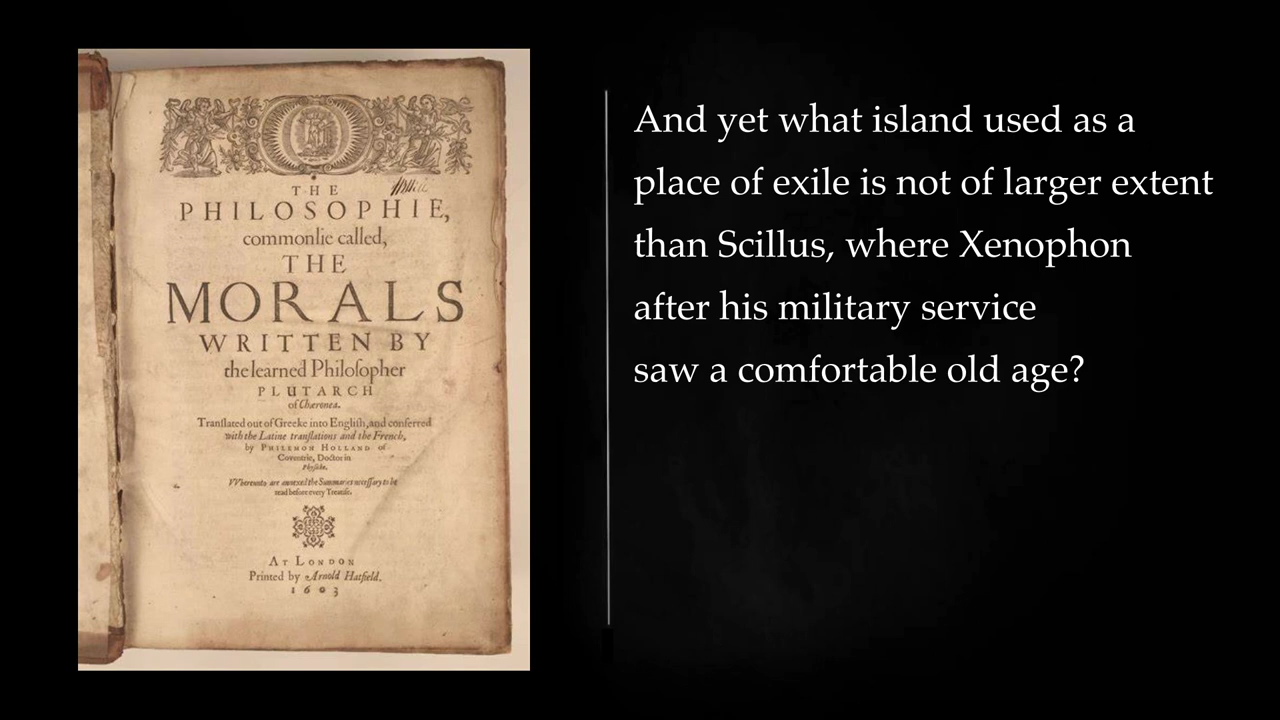 THE
PHILOSOPHIE,
commonlie called,
THE
MORALS
WRITTEN BY
the learned Philoſopher
PLUTARCH
of Chæronea.
Tranſlated out of Greeke into Engliſh, and conferred
with the Latine tranſlations and the French,
by PHILEMON HOLLAND of
Coventrie, Doctor in
Phyſicke.
VVhereunto are annexed the Summaries neceſſary to be
read before every Treatiſe.
AT LONDON
Printed by Arnold Hatfield.
1603
And yet what island used as a
place of exile is not of larger extent
than Scillus, where Xenophon
after his military service
saw a comfortable old age?